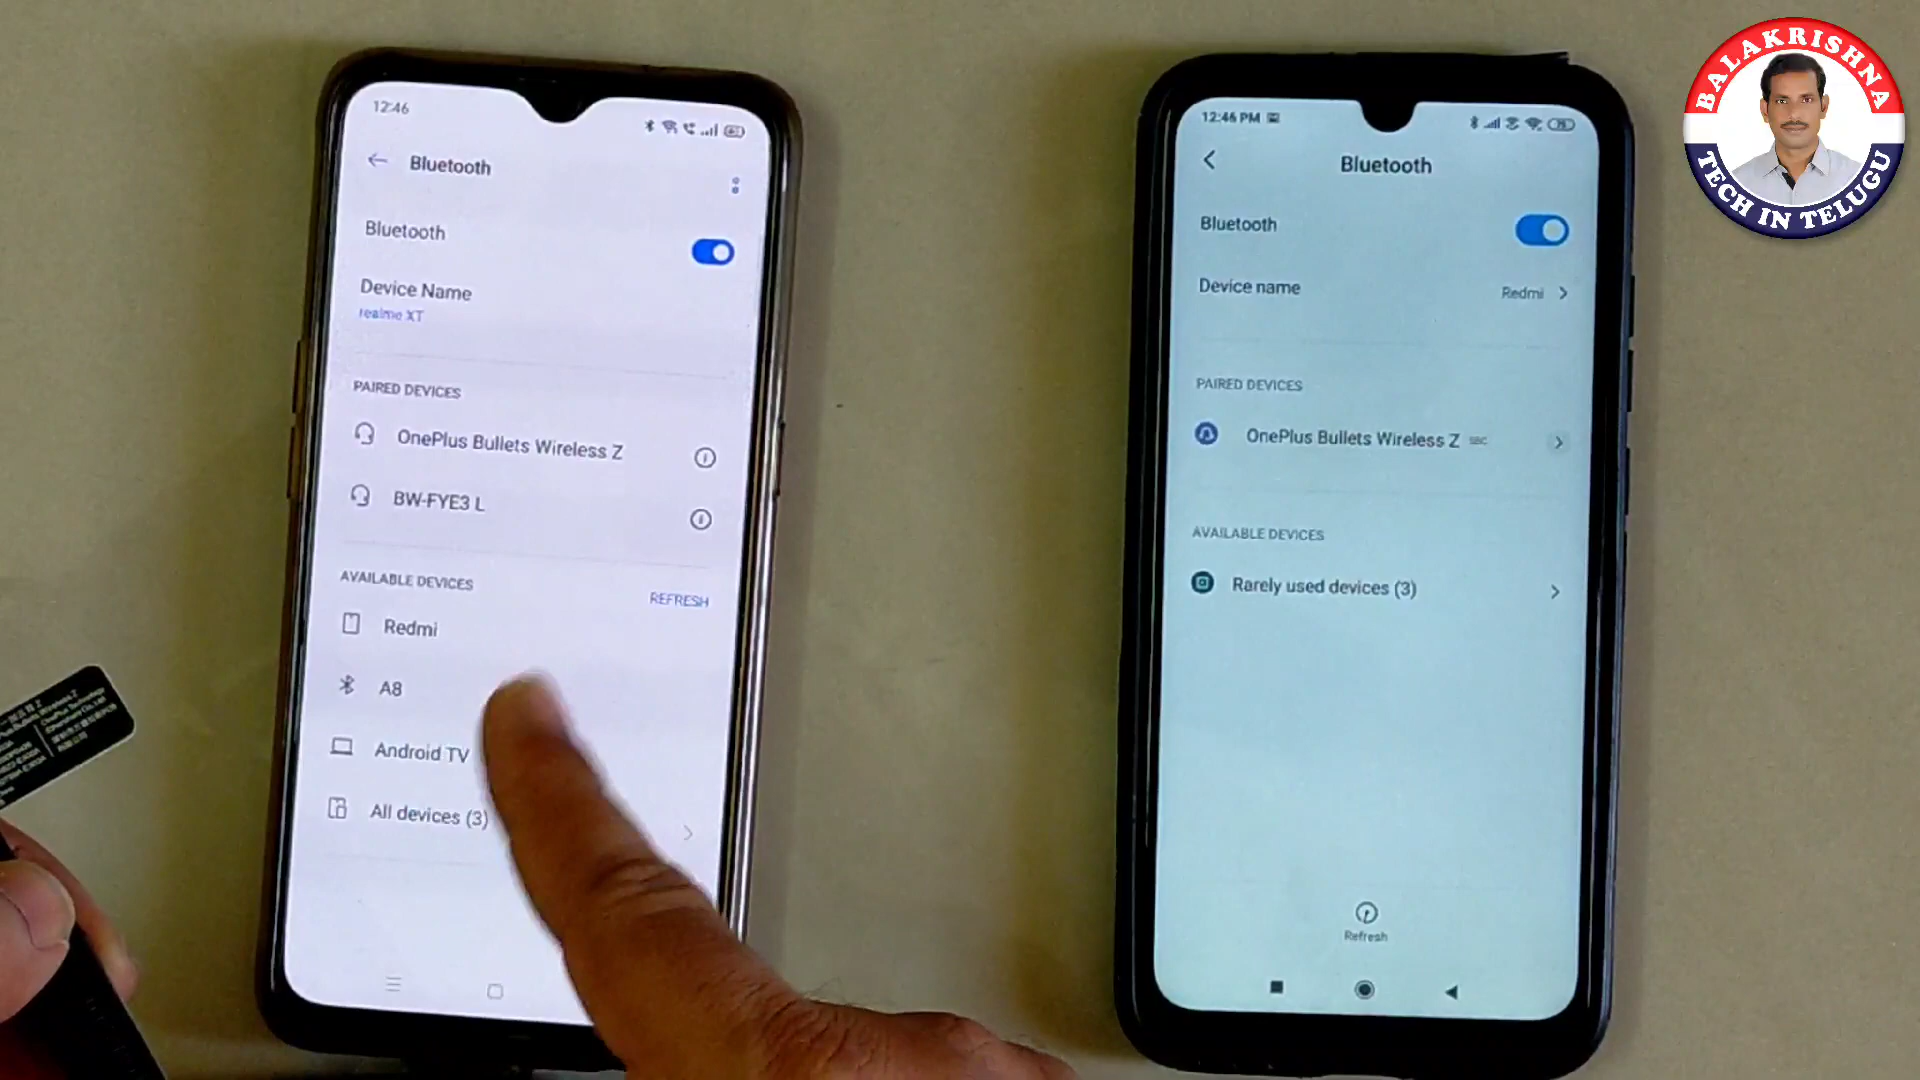 12:46
Bluetooth
Bluetooth
Device Name
realme XT
PAIRED DEVICES
OnePlus Bullets Wireless Z
BW-FYE3 L
AVAILABLE DEVICES
REFRESH
Redmi
A8
Android TV
All devices (3)
12:46 PM
Bluetooth
Bluetooth
Device name
Redmi
PAIRED DEVICES
OnePlus Bullets Wireless Z SBC
AVAILABLE DEVICES
Rarely used devices (3)
Refresh
BALAKRISHNA
TECH IN TELUGU